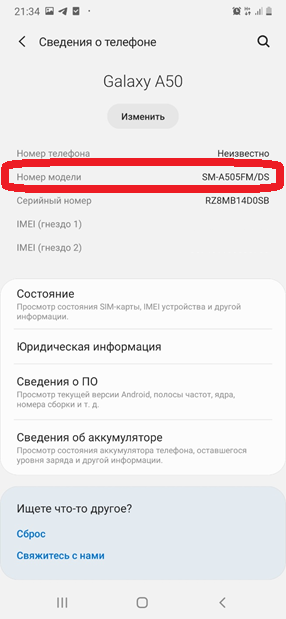 21:34
Сведения о телефоне
Galaxy A50
Изменить
Номер телефона Неизвестно
Номер модели SM-A505FM/DS
Серийный номер RZ8MB14D0SB
IMEI (гнездо 1)
IMEI (гнездо 2)
Состояние
Просмотр состояния SIM-карты, IMEI устройства и другой
информации.
Юридическая информация
Сведения о ПО
Просмотр текущей версии Android, полосы частот, ядра,
номера сборки и т. д.
Сведения об аккумуляторе
Просмотр состояния аккумулятора телефона, оставшегося
уровня заряда и другой информации.
Ищете что-то другое?
Сброс
Свяжитесь с нами